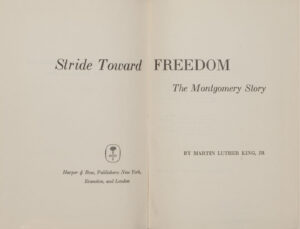 Stride Toward FREEDOM
The Montgomery Story
BY MARTIN LUTHER KING, JR.
Harper & Row, Publishers: New York,
Evanston, and London